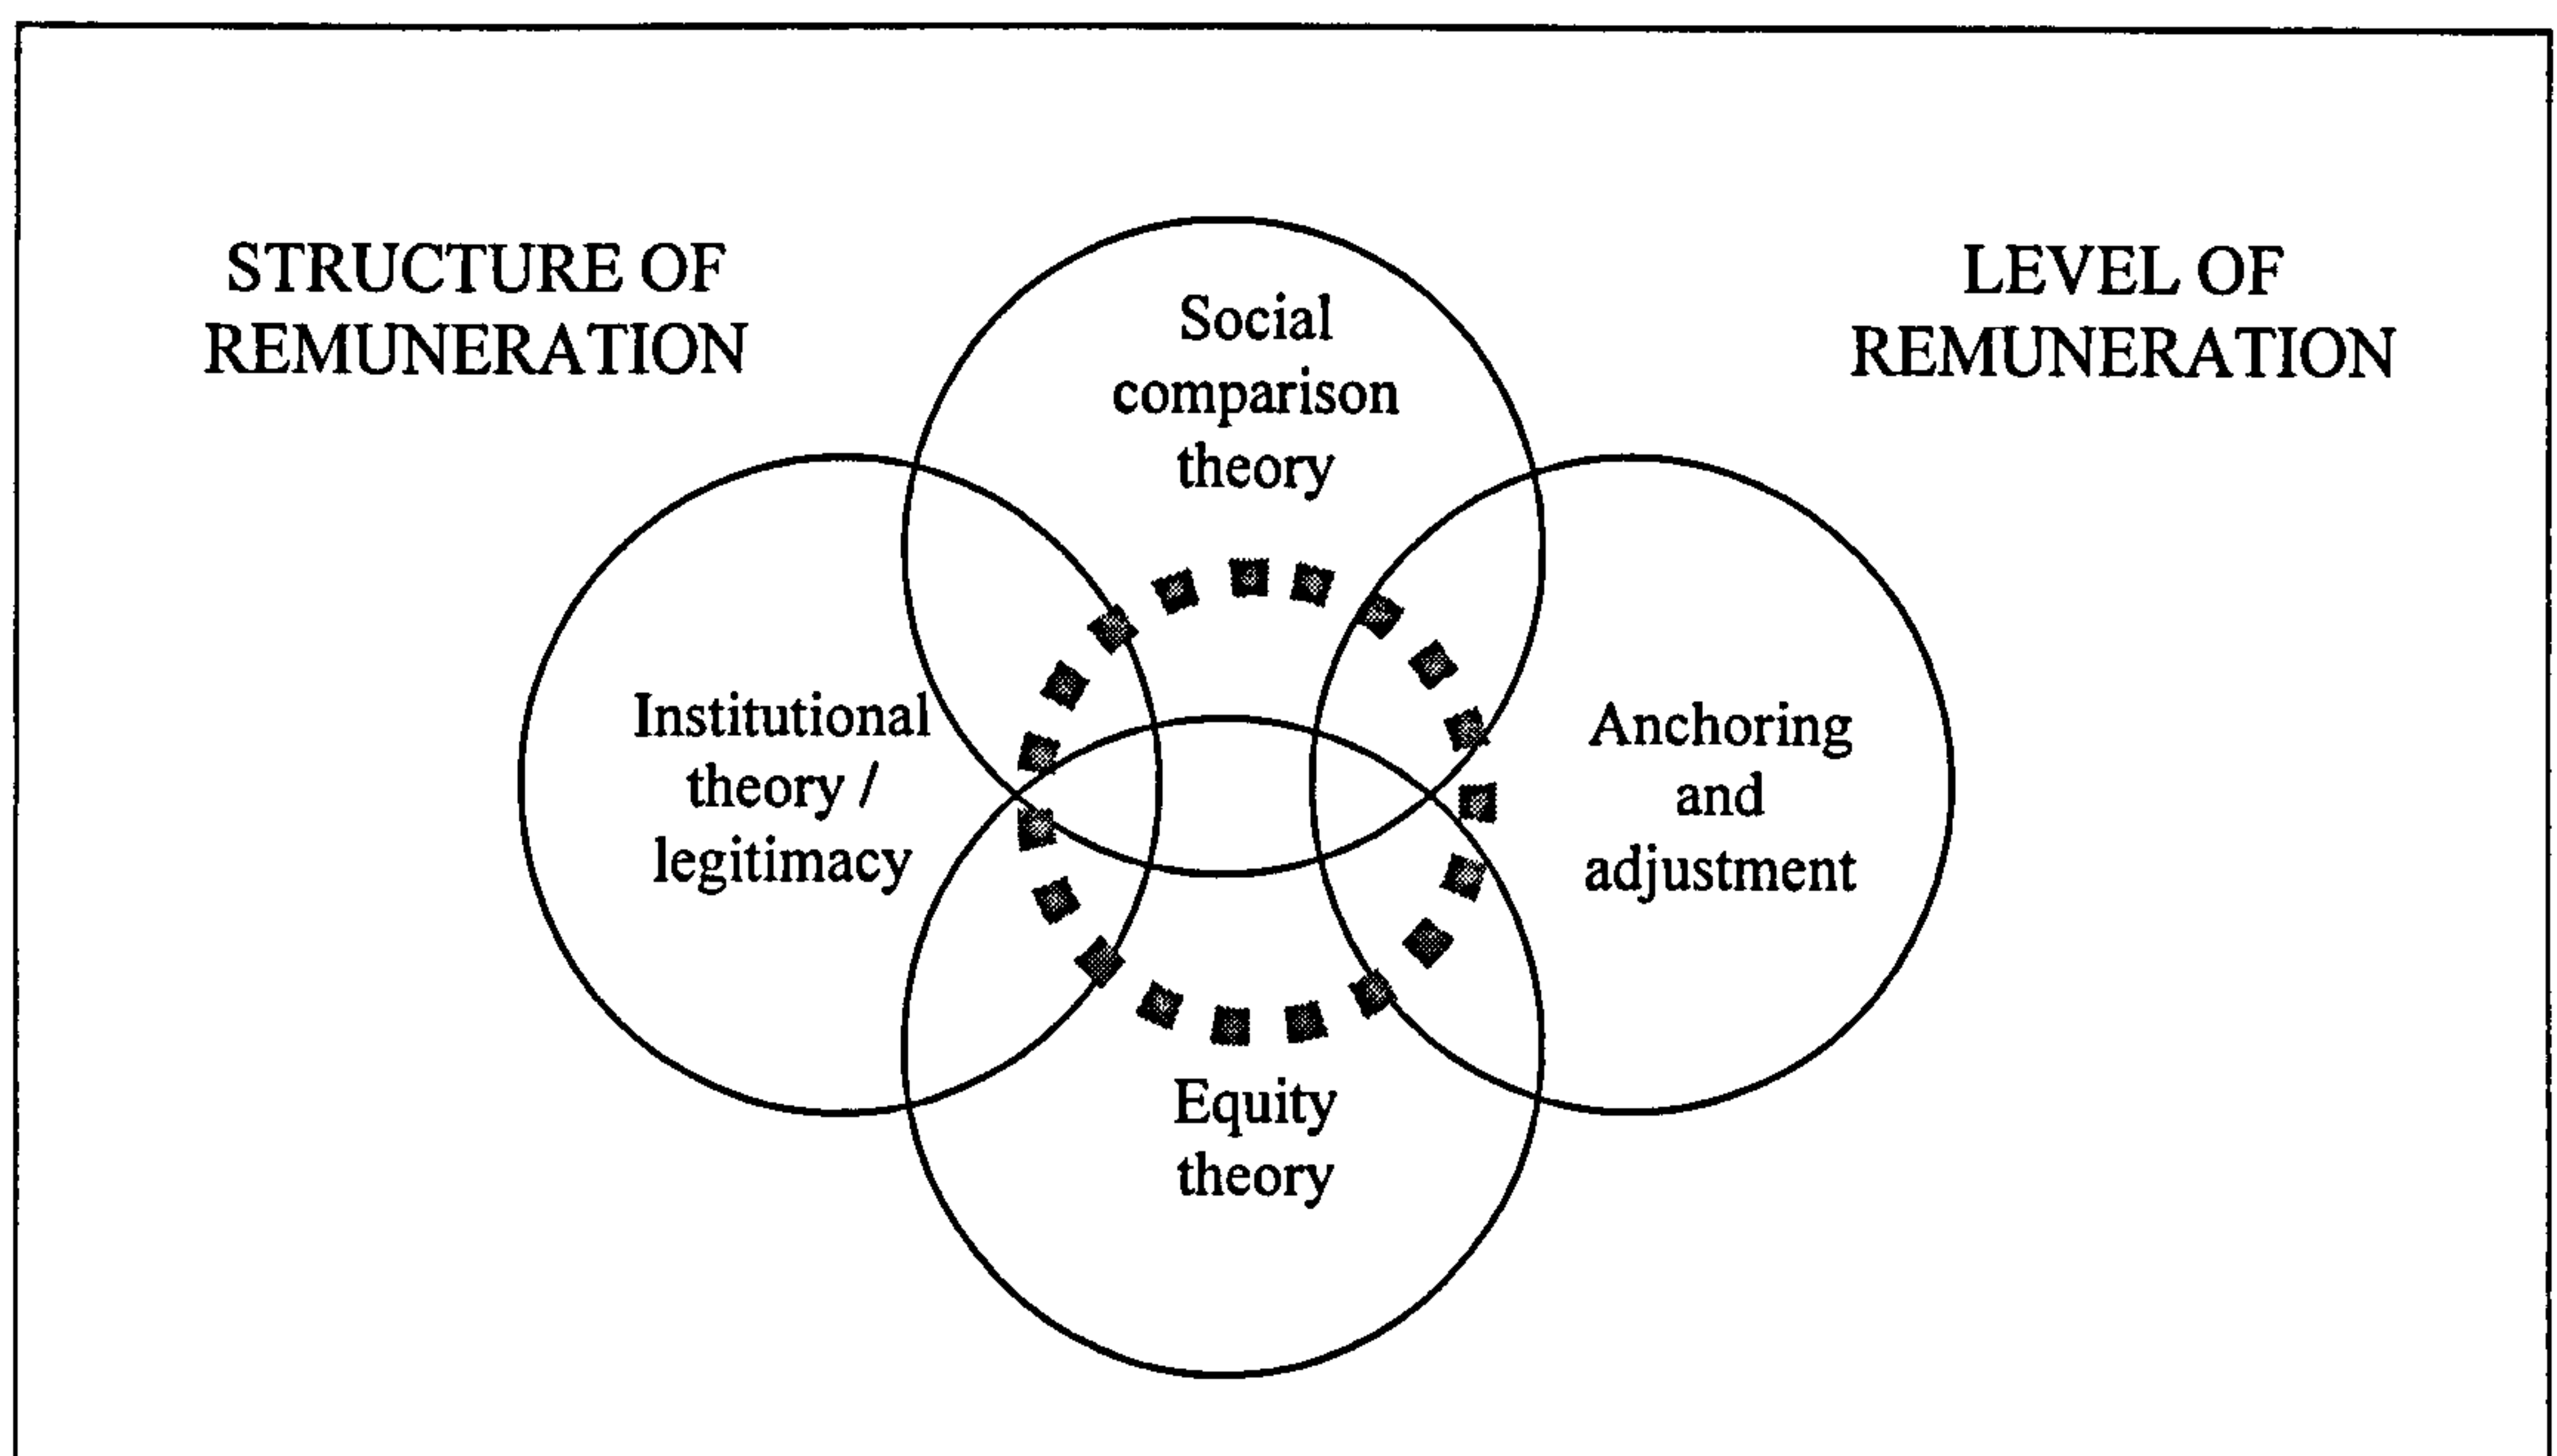 STRUCTURE OF
REMUNERATION
LEVEL OF
REMUNERATION
Social
comparison
theory
Institutional
theory /
legitimacy
Anchoring
and
adjustment
Equity
theory